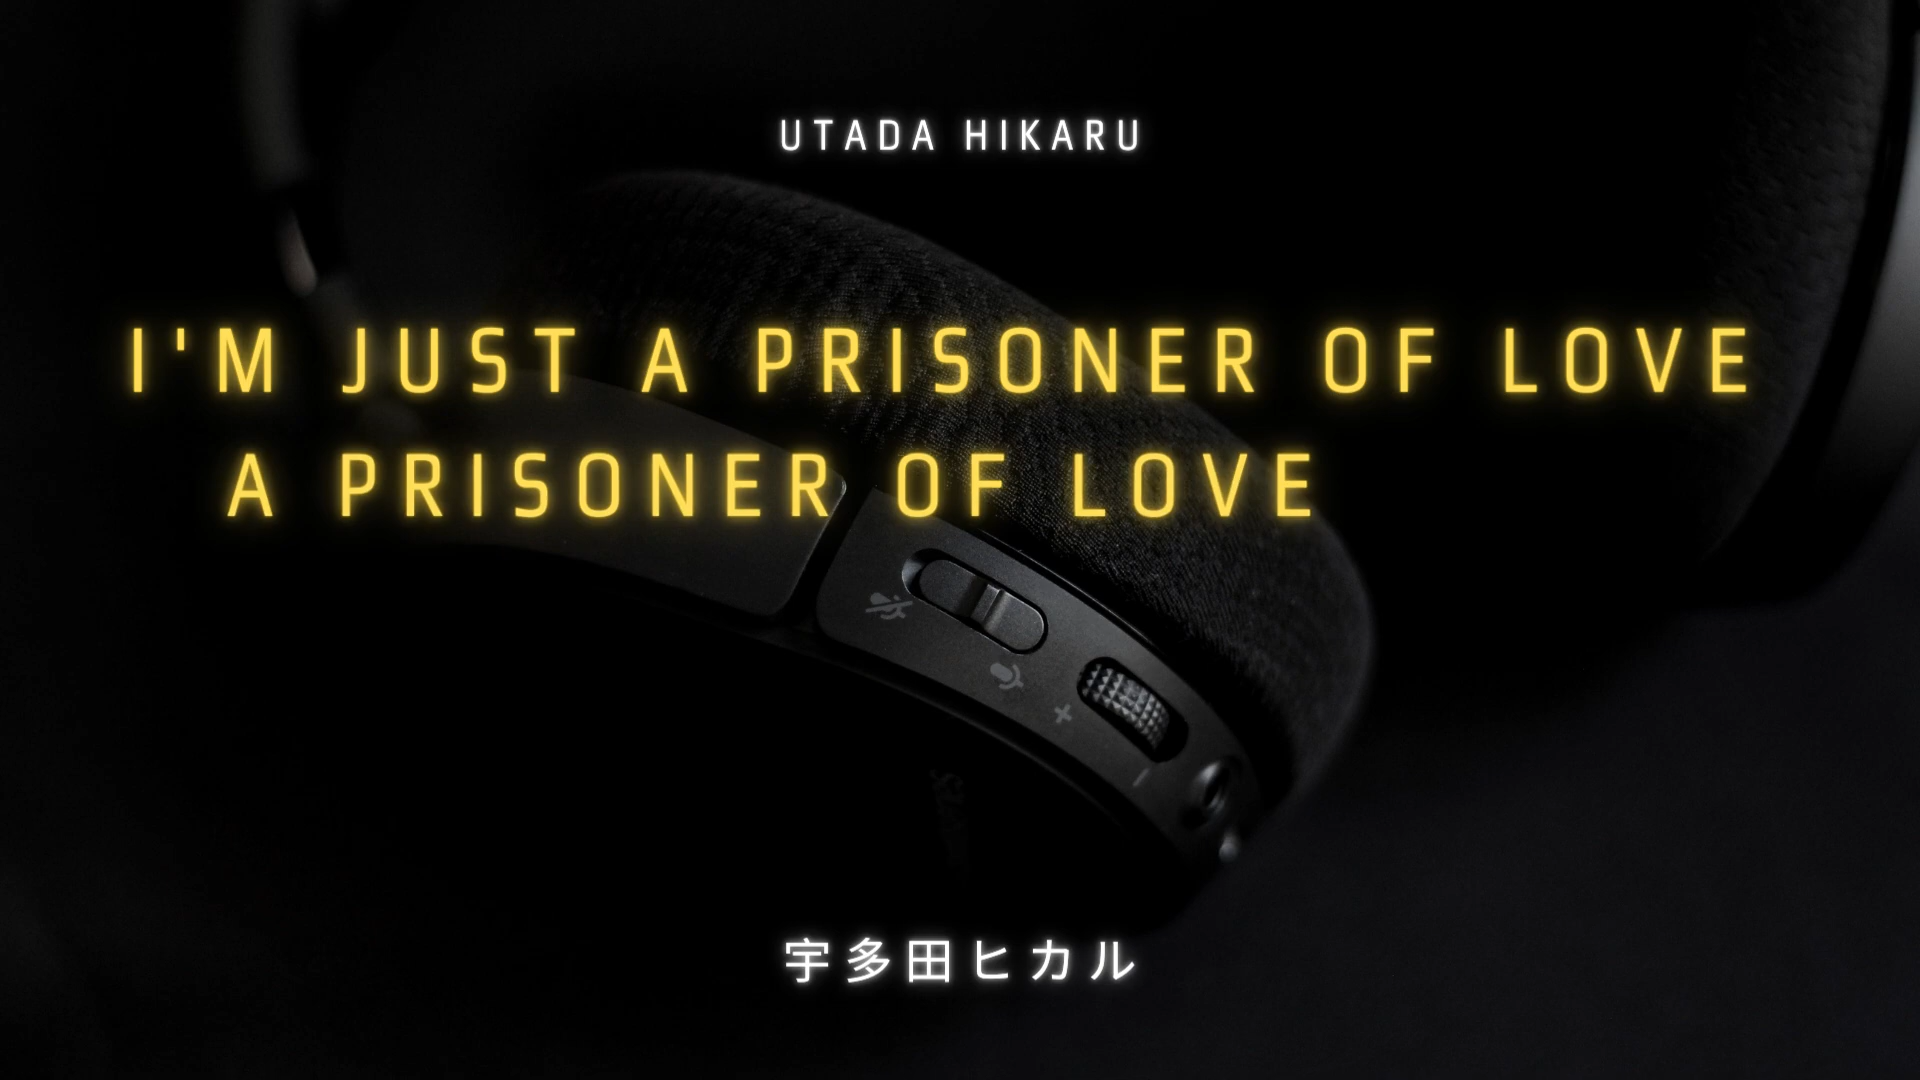 UTADA HIKARU
I'M JUST A PRISONER OF LOVE
A PRISONER OF LOVE
宇多田ヒカル